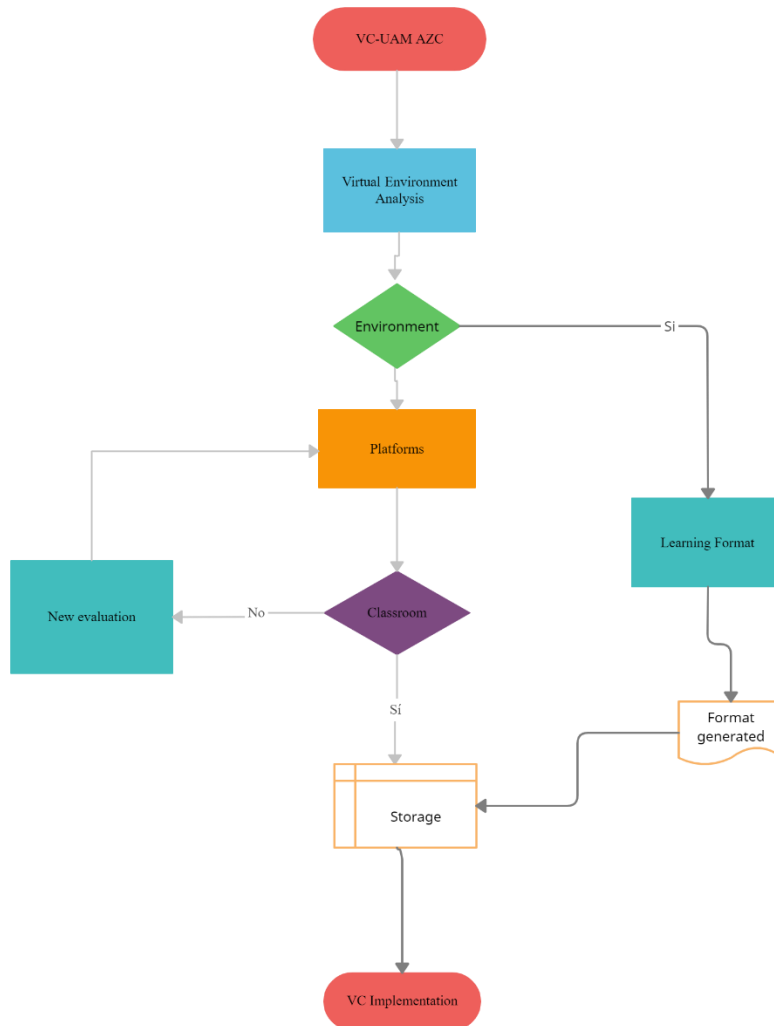 VC-UAM AZC
Virtual Environment
Analysis
Environment
Si
Platforms
Learning Format
New evaluation
No
Classroom
Sí
Format
generated
Storage
VC Implementation